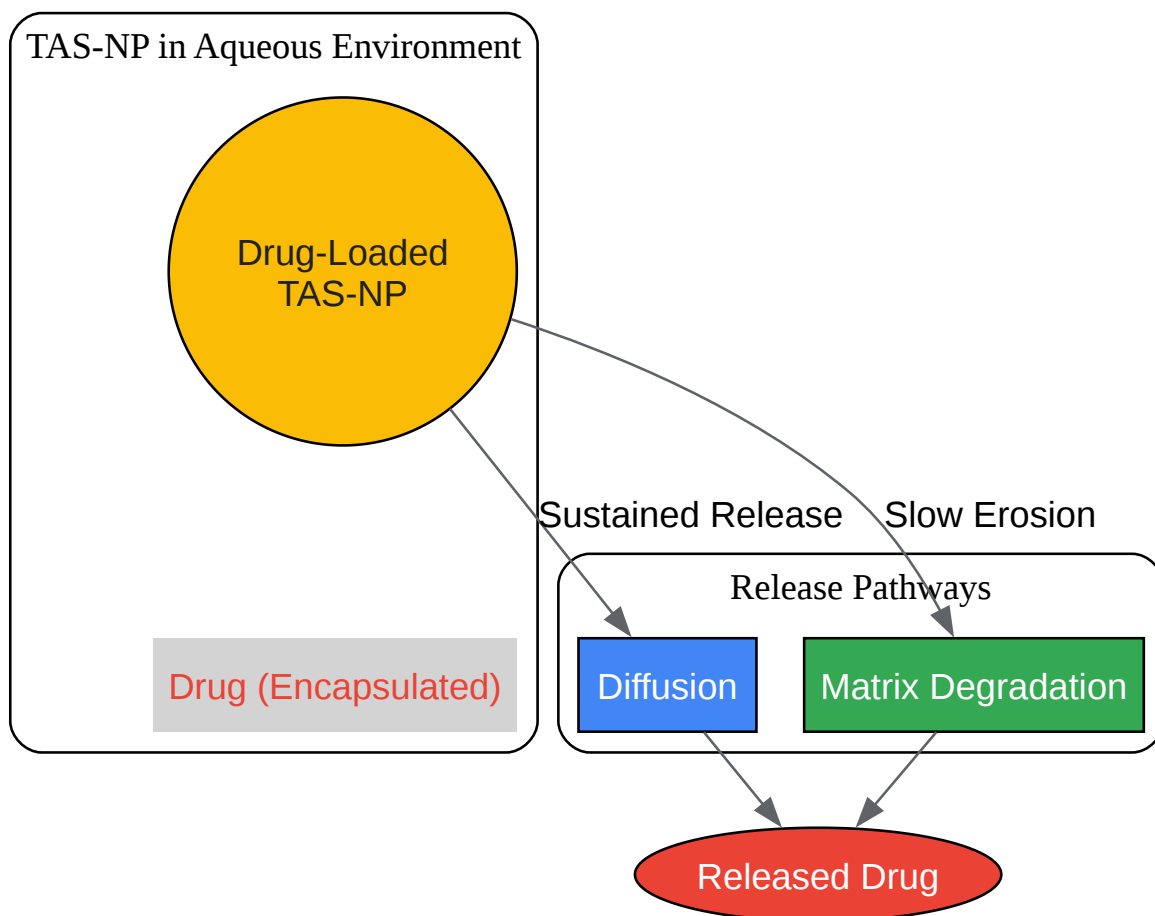 TAS-NP in Aqueous Environment
Drug-Loaded
TAS-NP
Sustained Release
Slow Erosion
Release Pathways
Drug (Encapsulated)
Diffusion
Matrix Degradation
Released Drug